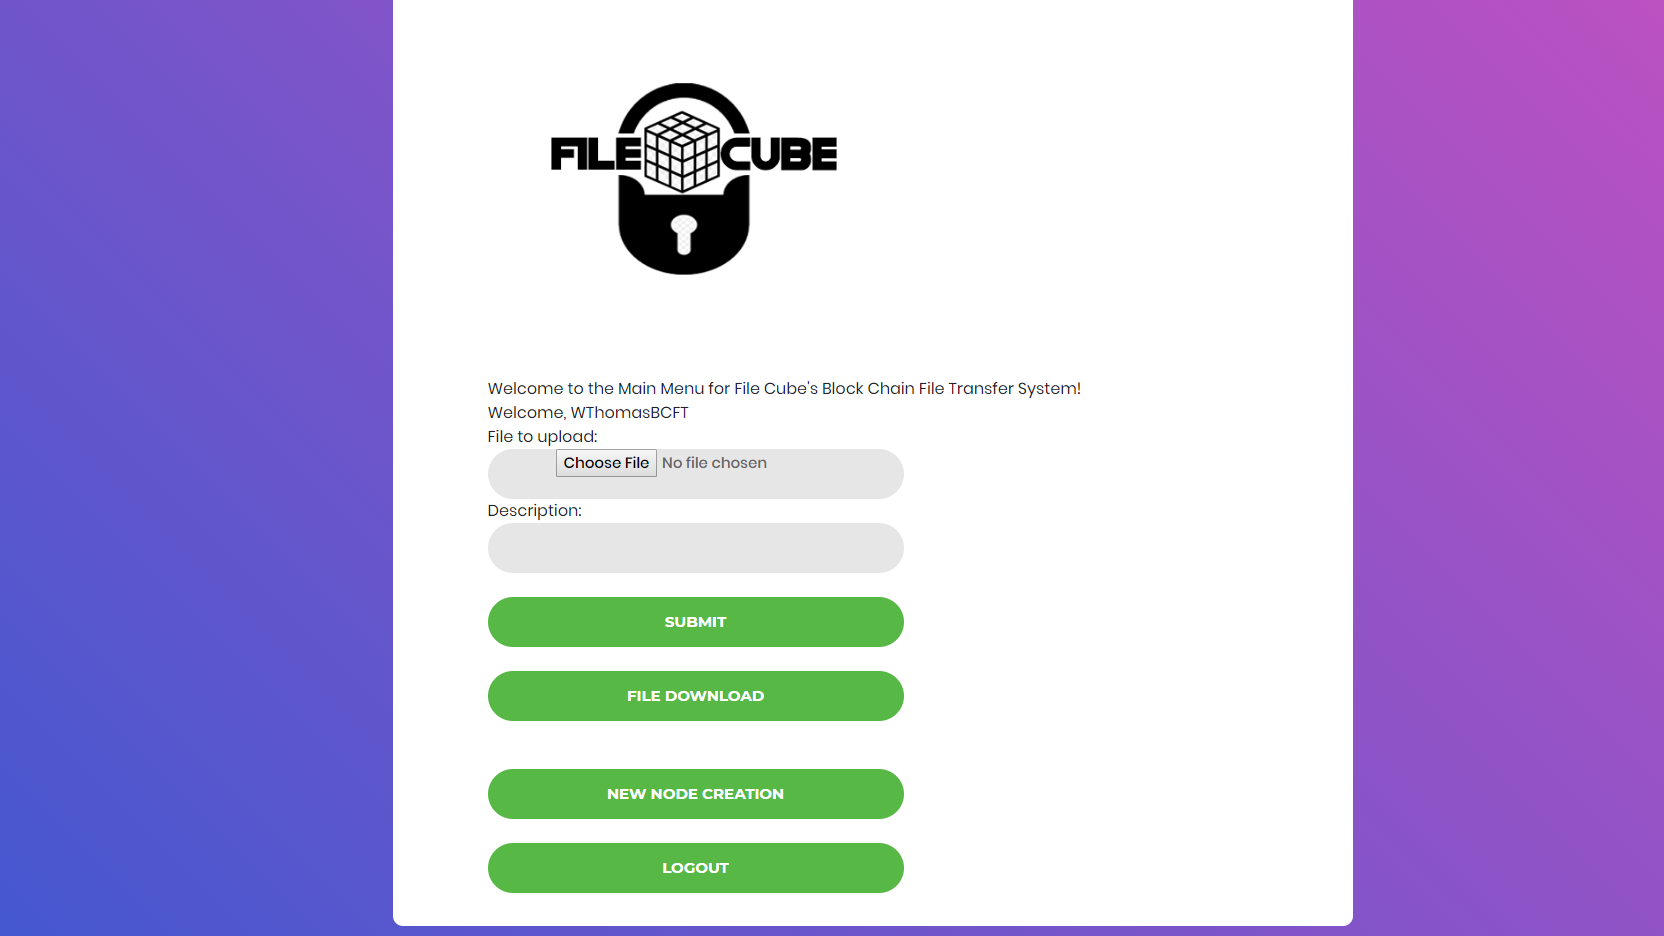 FILE CUBE
Welcome to the Main Menu for File Cube's Block Chain File Transfer System!
Welcome, WThomasBCFT
File to upload:
Choose File No file chosen
Description:
SUBMIT
FILE DOWNLOAD
NEW NODE CREATION
LOGOUT